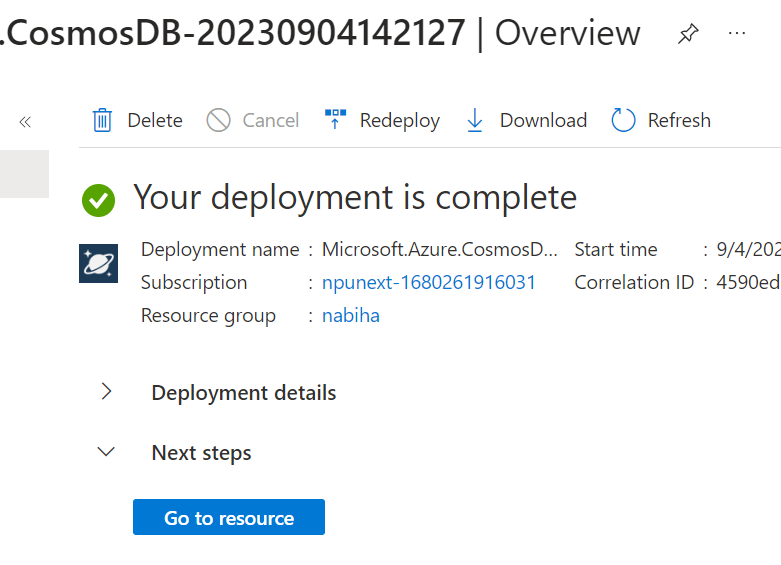 .CosmosDB-20230904142127 | Overview
Delete Cancel Redeploy Download Refresh
Your deployment is complete
Deployment name : Microsoft.Azure.CosmosD... Start time : 9/4/202
Subscription : npunext-1680261916031 Correlation ID : 4590ed
Resource group : nabiha
Deployment details
Next steps
Go to resource